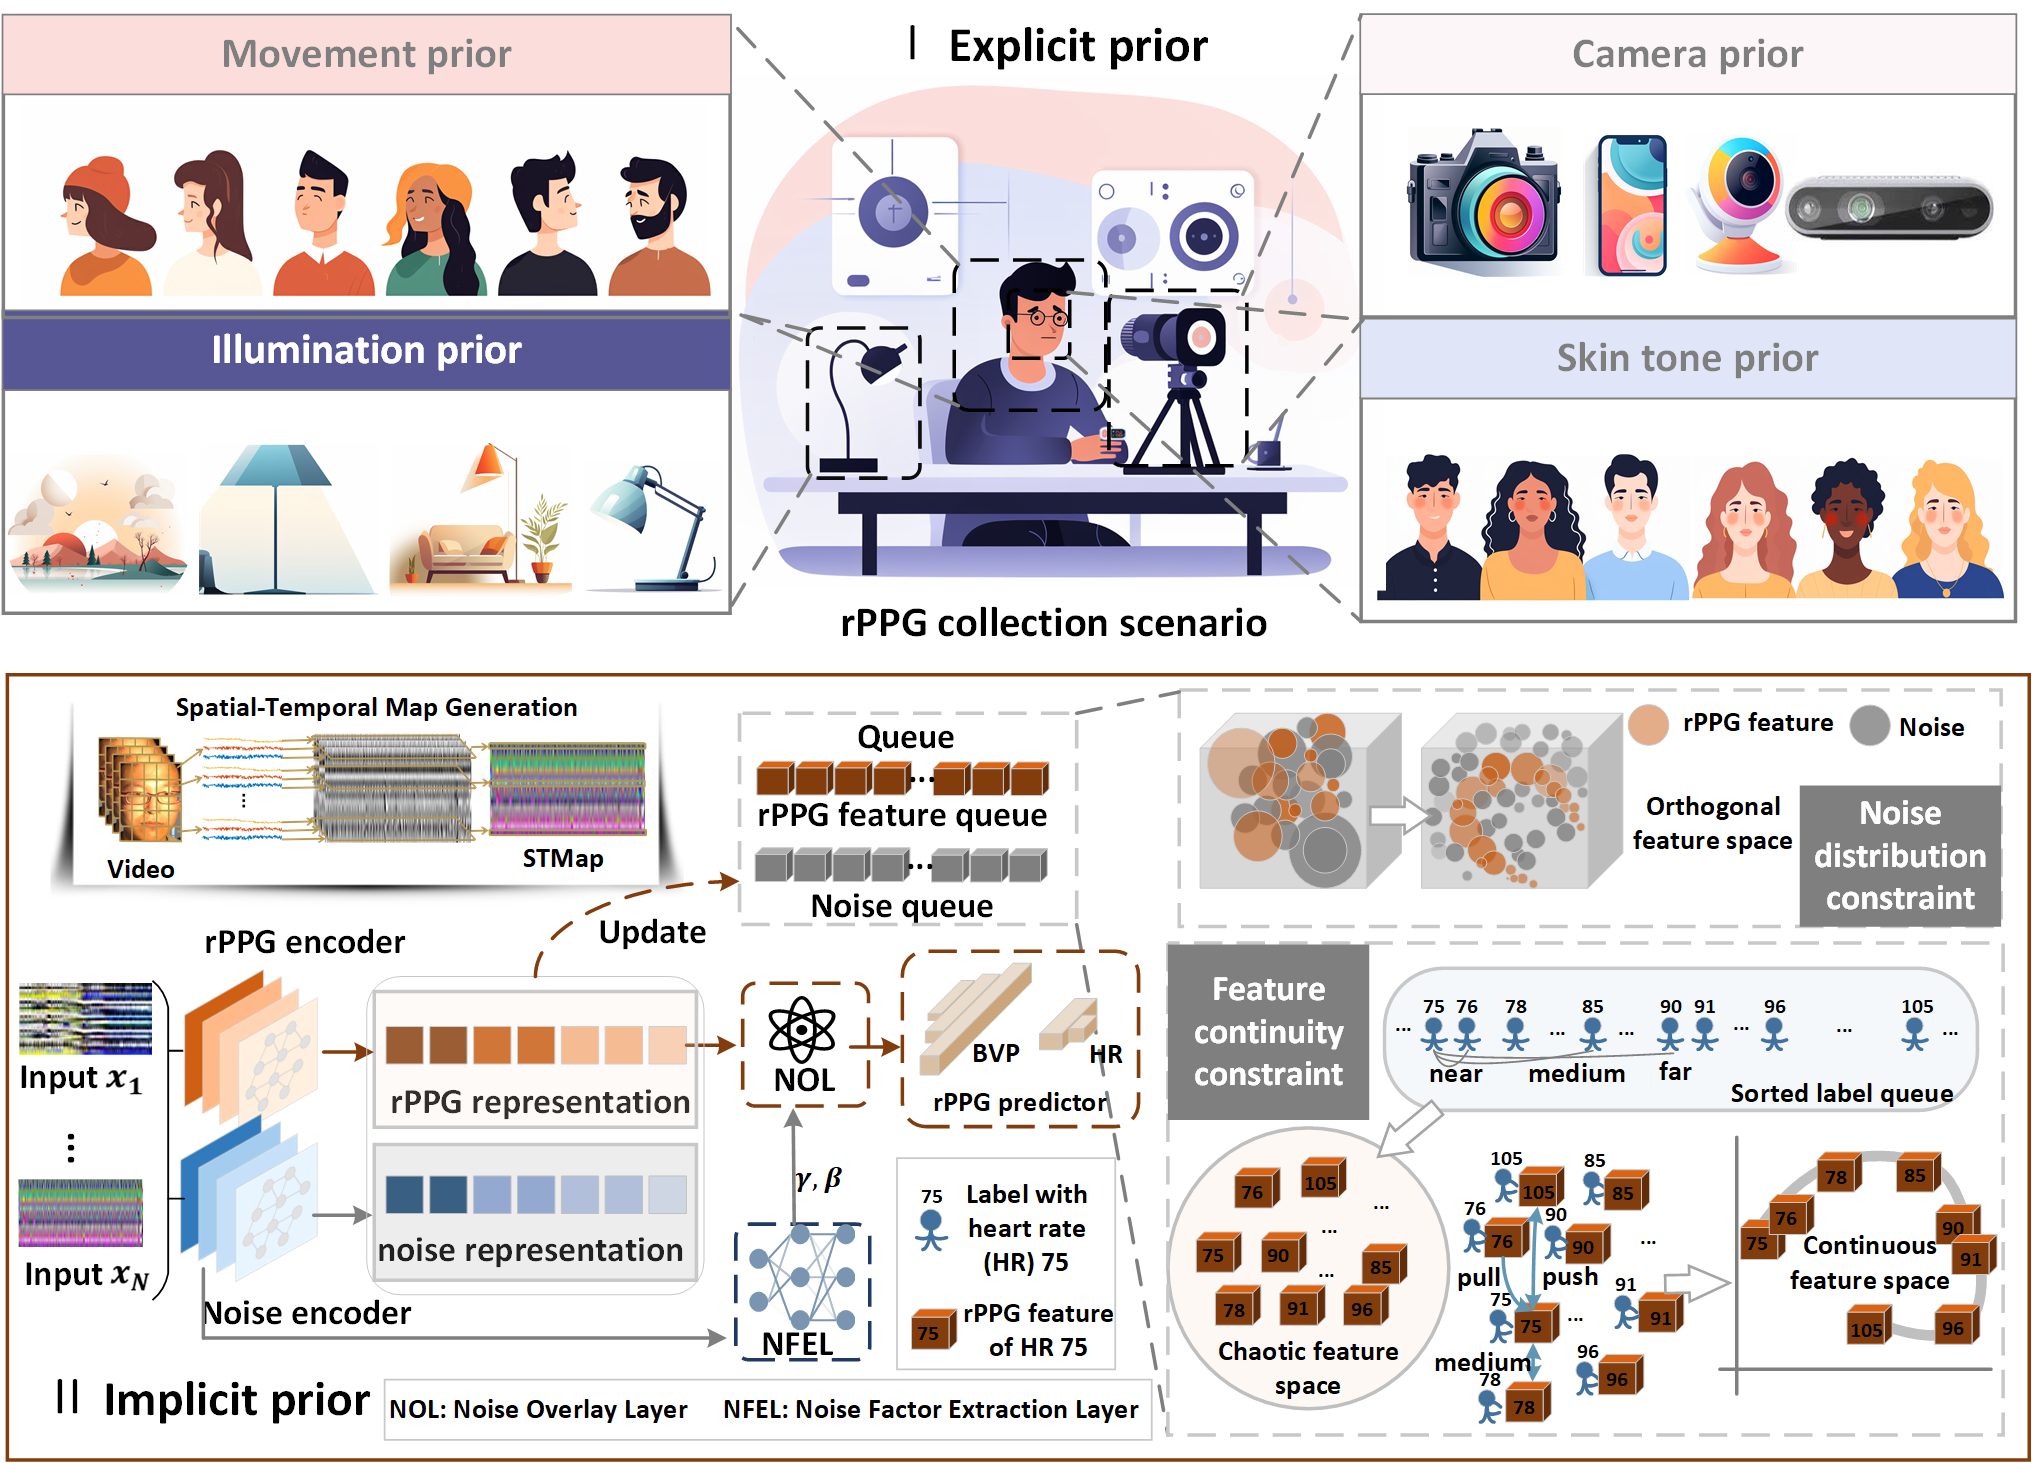 Movement prior
I Explicit prior
Camera prior
Illumination prior
Skin tone prior
rPPG collection scenario
Spatial-Temporal Map Generation
Video
STMap
Queue
rPPG feature queue
Noise queue
Update
rPPG feature
Noise
Orthogonal
feature space
Noise
distribution
constraint
rPPG encoder
Input x1
Input xN
Noise encoder
rPPG representation
noise representation
NOL
γ, β
NFEL
BVP
HR
rPPG predictor
75
Label with
heart rate
(HR) 75
75
rPPG feature
of HR 75
Feature
continuity
constraint
... 75 76 78 ... 85 ... 90 91 ... 96 ... 105 ...
near medium far
Sorted label queue
76 105 ...
75 90 ... 85
...
78 91 96
Chaotic feature
space
105 105
85 85
76 76
90 90
...
pull push
75 75 ...
91 91
medium
78 78
96 96
75 76 78 85 90 91 96 105
Continuous
feature space
II Implicit prior
NOL: Noise Overlay Layer NFEL: Noise Factor Extraction Layer